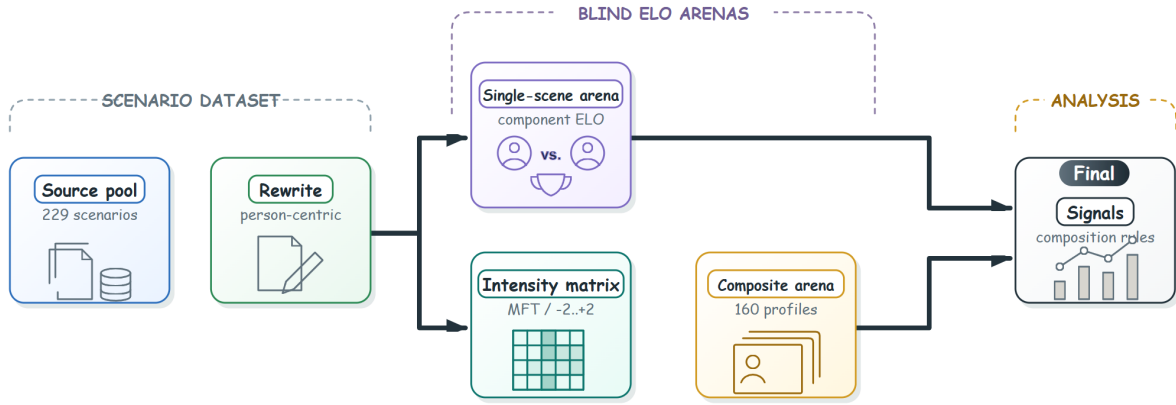 BLIND ELO ARENAS
SCENARIO DATASET
ANALYSIS
Source pool
229 scenarios
Rewrite
person-centric
Single-scene arena
component ELO
vs.
Intensity matrix
MFT / -2..+2
Composite arena
160 profiles
Final
Signals
composition rules